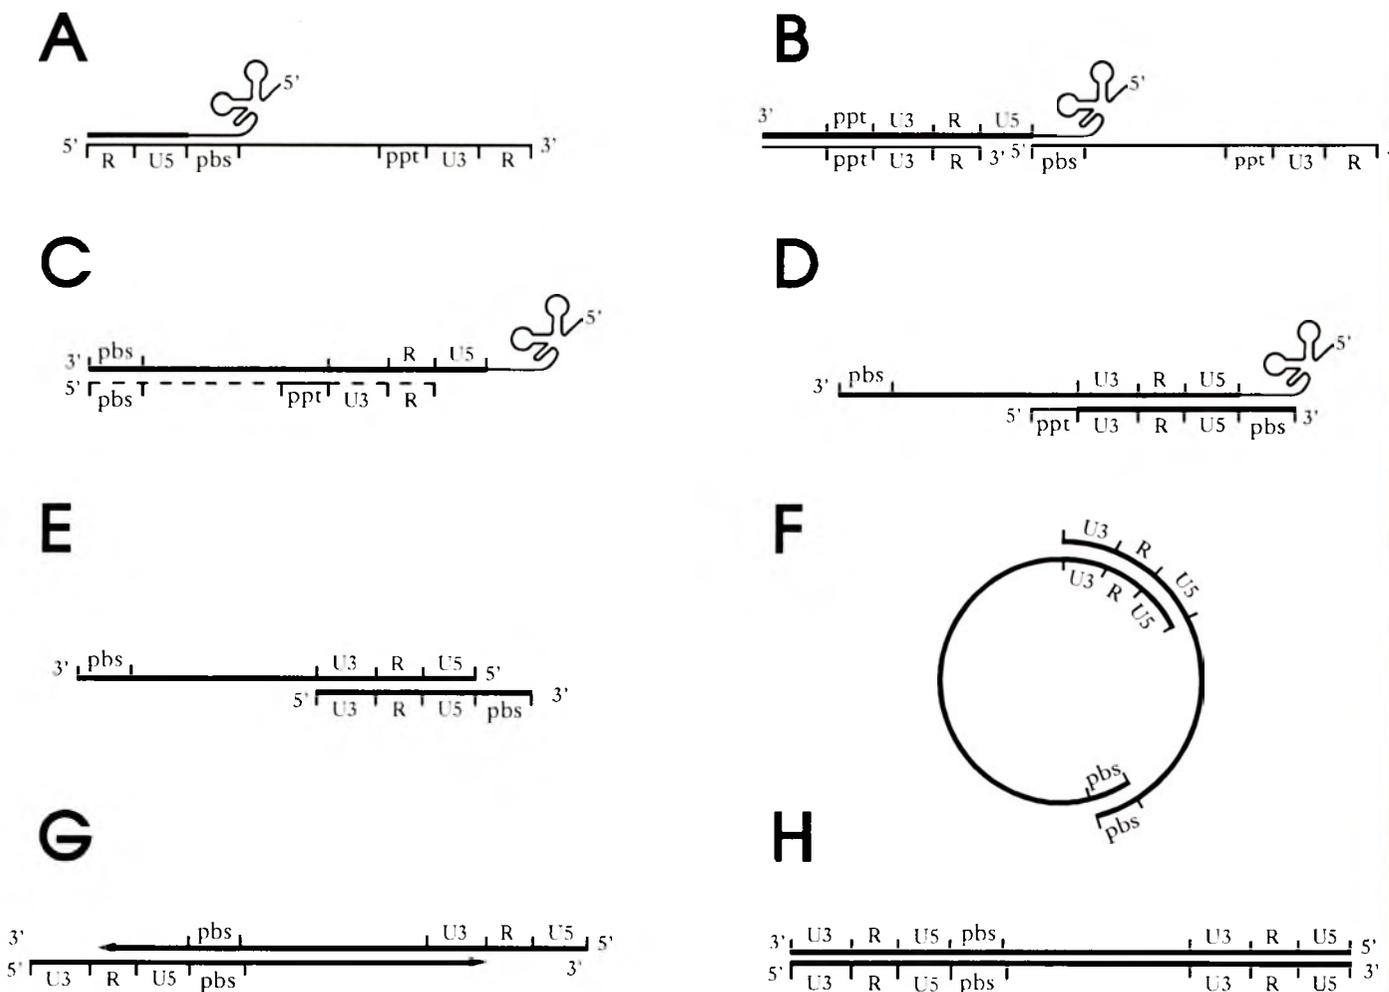 A
B
5'
5' R U5 pbs ppt U3 R 3'
5'
3' ppt U3 R U5
ppt U3 R 3' 5' pbs ppt U3 R
C
D
5'
3' pbs R U5
5' pbs ppt U3 R
5'
3' pbs U3 R U5
5' ppt U3 R U5 pbs 3'
E
F
3' pbs U3 R U5 5'
5' U3 R U5 pbs 3'
U3 R U5
U3 R U5
pbs
pbs
G
H
3' pbs U3 R U5 5'
5' U3 R U5 pbs 3'
3' U3 R U5 pbs U3 R U5 5'
5' U3 R U5 pbs U3 R U5 3'